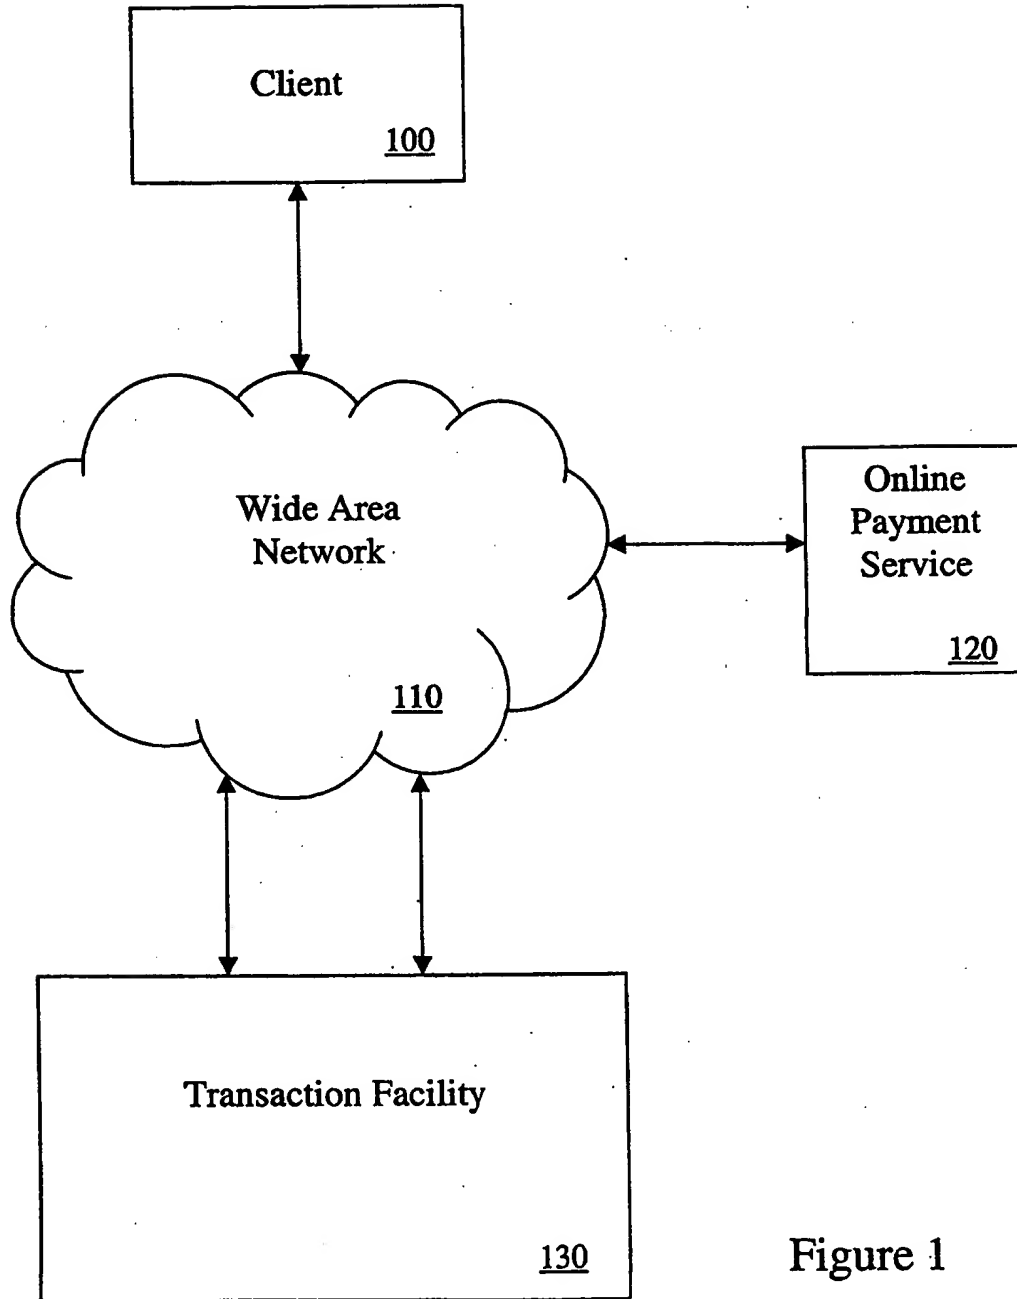 Client
100
Wide Area
Network
110
Online
Payment
Service
120
Transaction Facility
130
Figure 1